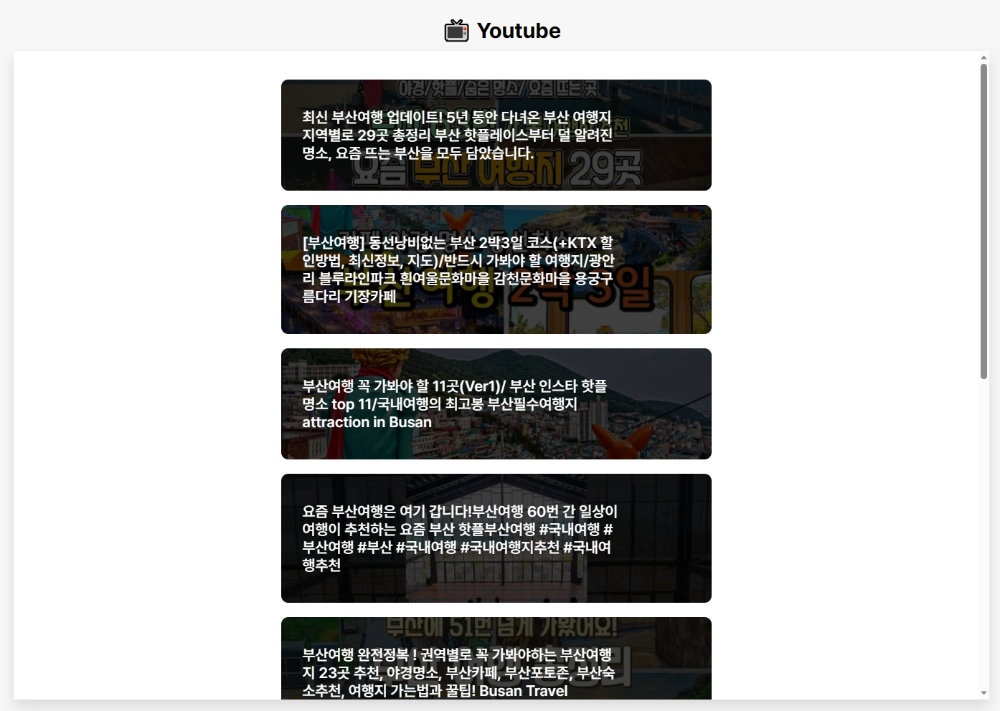 Youtube
야경/핫플/숨은 명소/ 요즘 뜨는 곳
최신 부산여행 업데이트! 5년 동안 다녀온 부산 여행지
지역별로 29곳 총정리 부산 핫플레이스부터 덜 알려진
명소, 요즘 뜨는 부산을 모두 담았습니다.
요즘 부산 여행지 29곳
[부산여행] 동선낭비없는 부산 2박3일 코스(+KTX 할
인방법, 최신정보, 지도)/반드시 가봐야 할 여행지/광안
리 블루라인파크 흰여울문화마을 감천문화마을 용궁구
름다리 기장카페
부산여행 2박 3일
부산여행 꼭 가봐야 할 11곳(Ver1)/ 부산 인스타 핫플
명소 top 11/국내여행의 최고봉 부산필수여행지
attraction in Busan
요즘 부산여행은 여기 갑니다!부산여행 60번 간 일상이
여행이 추천하는 요즘 부산 핫플부산여행 #국내여행 #
부산여행 #부산 #국내여행 #국내여행지추천 #국내여
행추천
부산에 51번 넘게 가봤어요!
부산여행 완전정복 ! 권역별로 꼭 가봐야하는 부산여행
지 23곳 추천, 야경명소, 부산카페, 부산포토존, 부산숙
소추천, 여행지 가는법과 꿀팁! Busan Travel